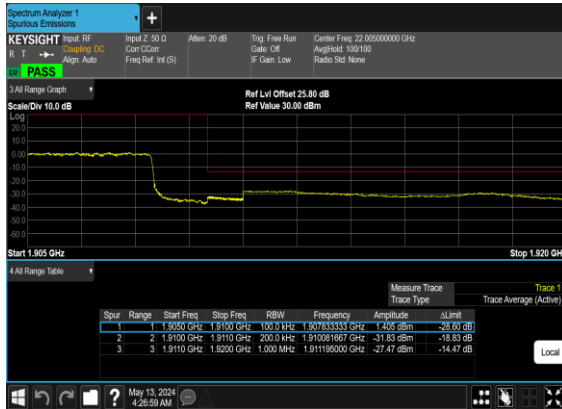 Spectrum Analyzer 1
Spurious Emissions
+
KEYSIGHT
R T
LV PASS
Input: RF
Coupling: DC
Align: Auto
Input Z: 50 Ω
Corr CCorr
Freq Ref: Int (S)
Atten: 20 dB
Trig: Free Run
Gate: Off
IF Gain: Low
Center Freq: 22.005000000 GHz
Avg|Hold: 100/100
Radio Std: None
3 All Range Graph
Scale/Div 10.0 dB
Ref Lvl Offset 25.80 dB
Ref Value 30.00 dBm
Log
20.0
10.0
0.00
-10.0
-20.0
-30.0
-40.0
-50.0
-60.0
Start 1.905 GHz
Stop 1.920 GH
4 All Range Table
Measure Trace Trace 1
Trace Type Trace Average (Active)
Spur Range Start Freq Stop Freq RBW Frequency Amplitude ΔLimit
1 1 1.9050 GHz 1.9100 GHz 100.0 kHz 1.907833333 GHz 1.405 dBm -28.60 dB
2 2 1.9100 GHz 1.9110 GHz 200.0 kHz 1.910081667 GHz -31.83 dBm -18.83 dB
3 3 1.9110 GHz 1.9200 GHz 1.000 MHz 1.911195000 GHz -27.47 dBm -14.47 dB
Local
?
May 13, 2024
4:26:59 AM